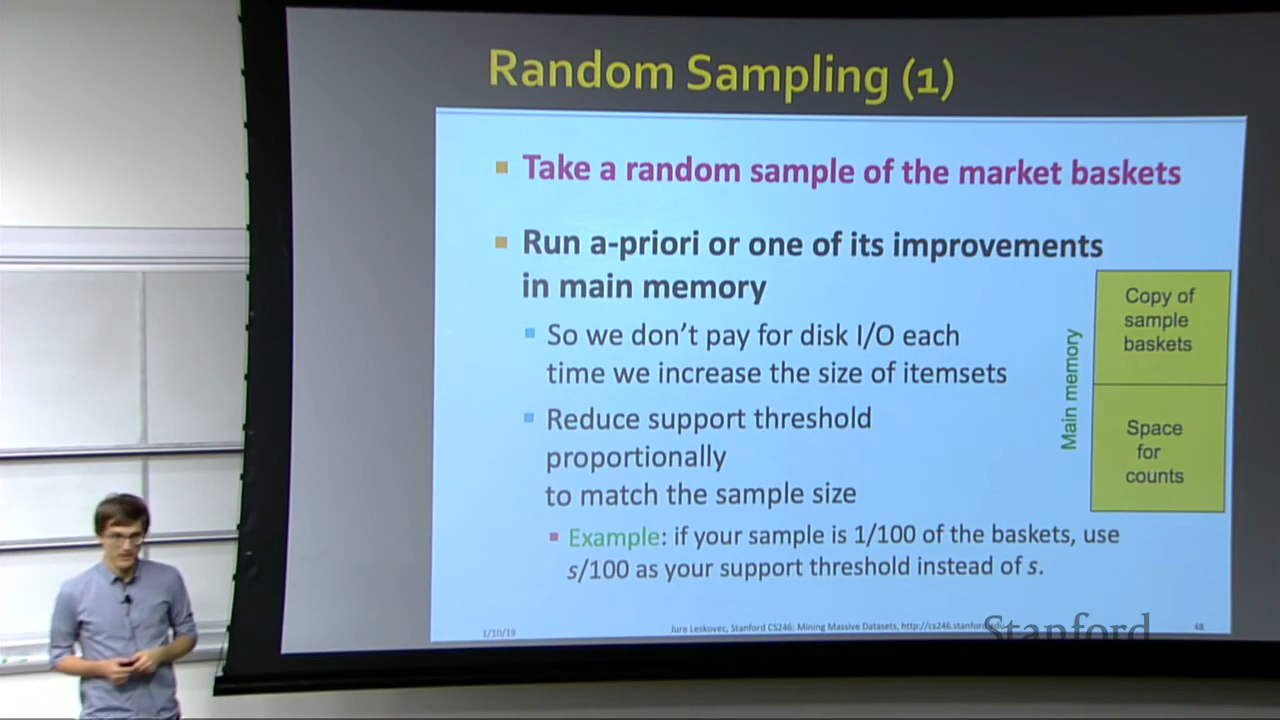 Random Sampling (1)
Take a random sample of the market baskets
Run a-priori or one of its improvements
in main memory
So we don't pay for disk I/O each
time we increase the size of itemsets
Reduce support threshold
proportionally
to match the sample size
Example: if your sample is 1/100 of the baskets, use
s/100 as your support threshold instead of s.
Main memory
Copy of
sample
baskets
Space
for
counts
1/10/19
Jure Leskovec, Stanford CS246: Mining Massive Datasets, http://cs246.stanford.edu
48
Stanford